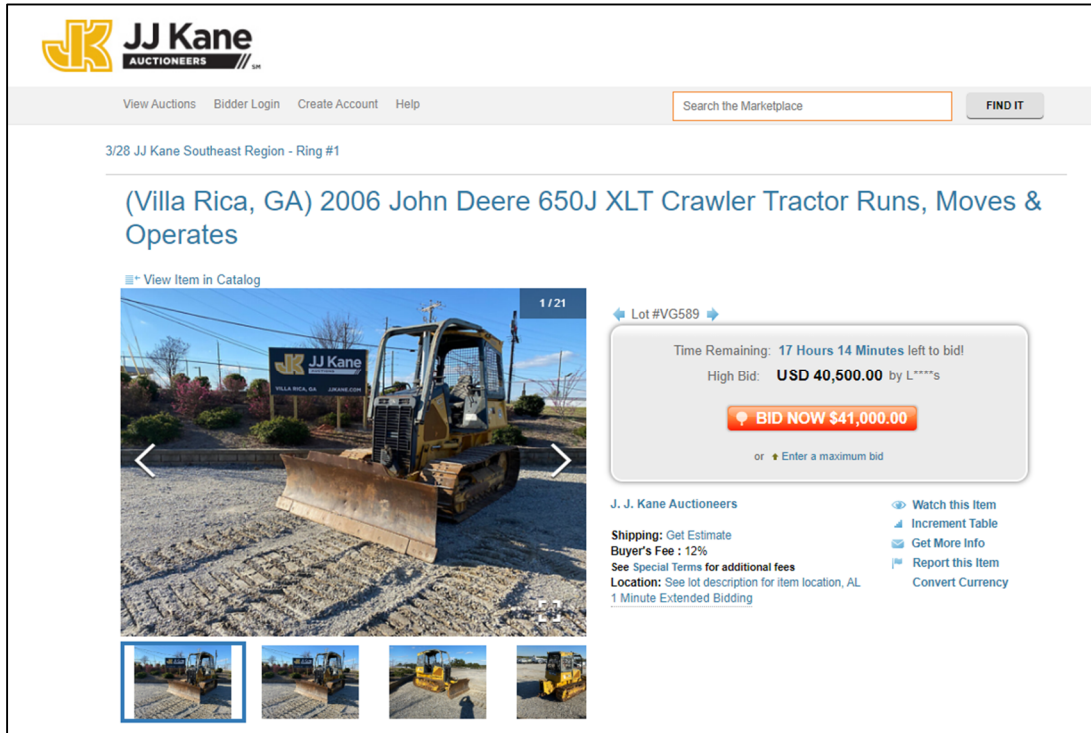 JJ Kane
AUCTIONEERS
SM
View Auctions Bidder Login Create Account Help
Search the Marketplace
FIND IT
3/28 JJ Kane Southeast Region - Ring #1
(Villa Rica, GA) 2006 John Deere 650J XLT Crawler Tractor Runs, Moves &
Operates
View Item in Catalog
1 / 21
JJ Kane
AUCTIONEERS
VILLA RICA, GA JJKANE.COM
Lot #VG589
Time Remaining: 17 Hours 14 Minutes left to bid!
High Bid: USD 40,500.00 by L****s
BID NOW $41,000.00
or Enter a maximum bid
J. J. Kane Auctioneers
Shipping: Get Estimate
Buyer's Fee : 12%
See Special Terms for additional fees
Location: See lot description for item location, AL
1 Minute Extended Bidding
Watch this Item
Increment Table
Get More Info
Report this Item
Convert Currency